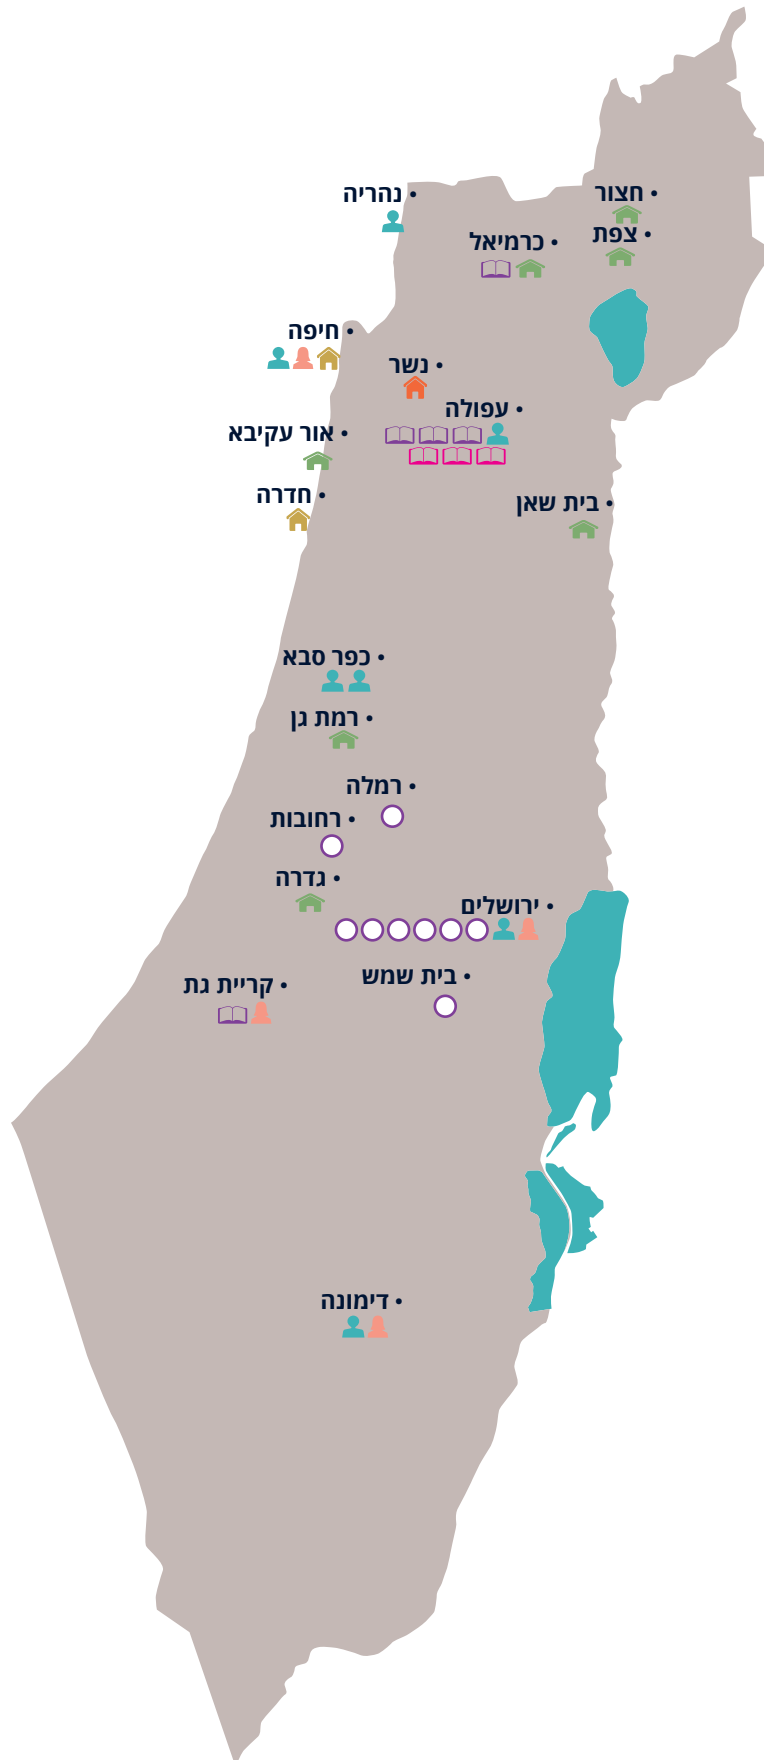 • נהריה
• חצור
• צפת
• כרמיאל
• חיפה
• נשר
• עפולה
• אור עקיבא
• חדרה
• בית שאן
• כפר סבא
• רמת גן
• רמלה
• רחובות
• גדרה
• ירושלים
• בית שמש
• קריית גת
• דימונה